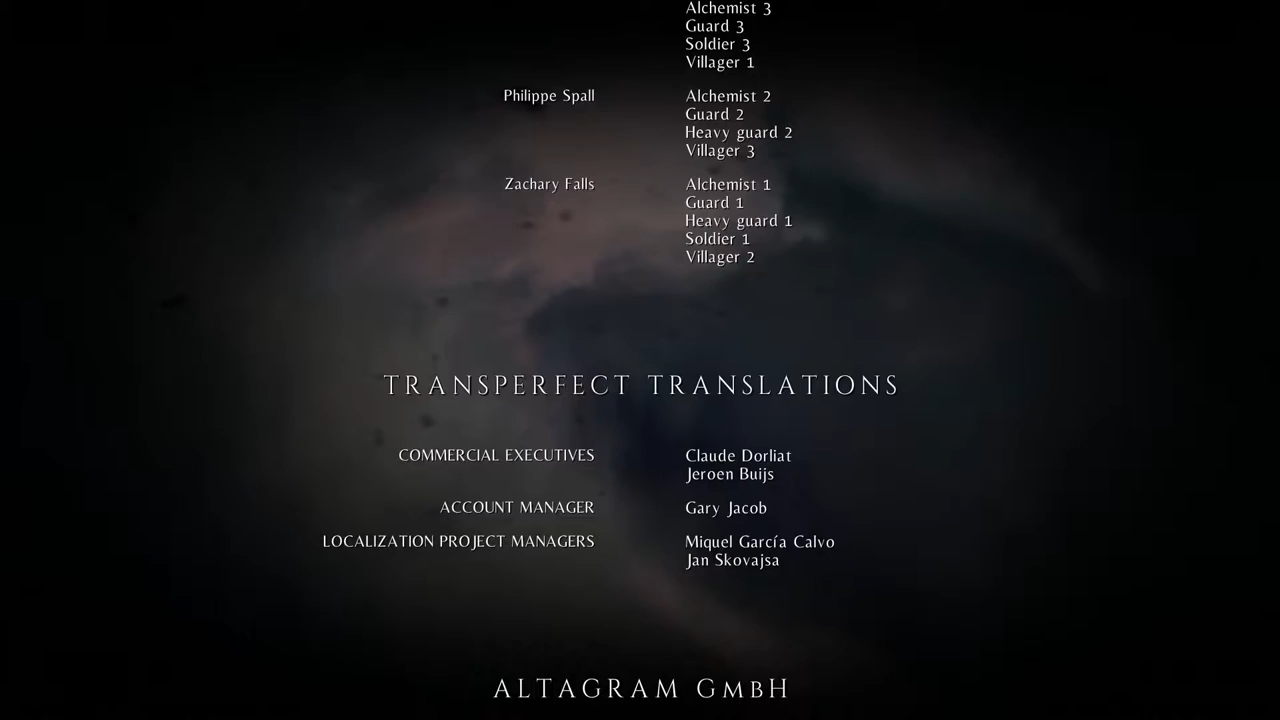 Alchemist 3
Guard 3
Soldier 3
Villager 1
Philippe Spall Alchemist 2
Guard 2
Heavy guard 2
Villager 3
Zachary Falls Alchemist 1
Guard 1
Heavy guard 1
Soldier 1
Villager 2
TRANSPERFECT TRANSLATIONS
COMMERCIAL EXECUTIVES Claude Dorliat
Jeroen Buijs
ACCOUNT MANAGER Gary Jacob
LOCALIZATION PROJECT MANAGERS Miquel García Calvo
Jan Skovajsa
ALTAGRAM GMBH